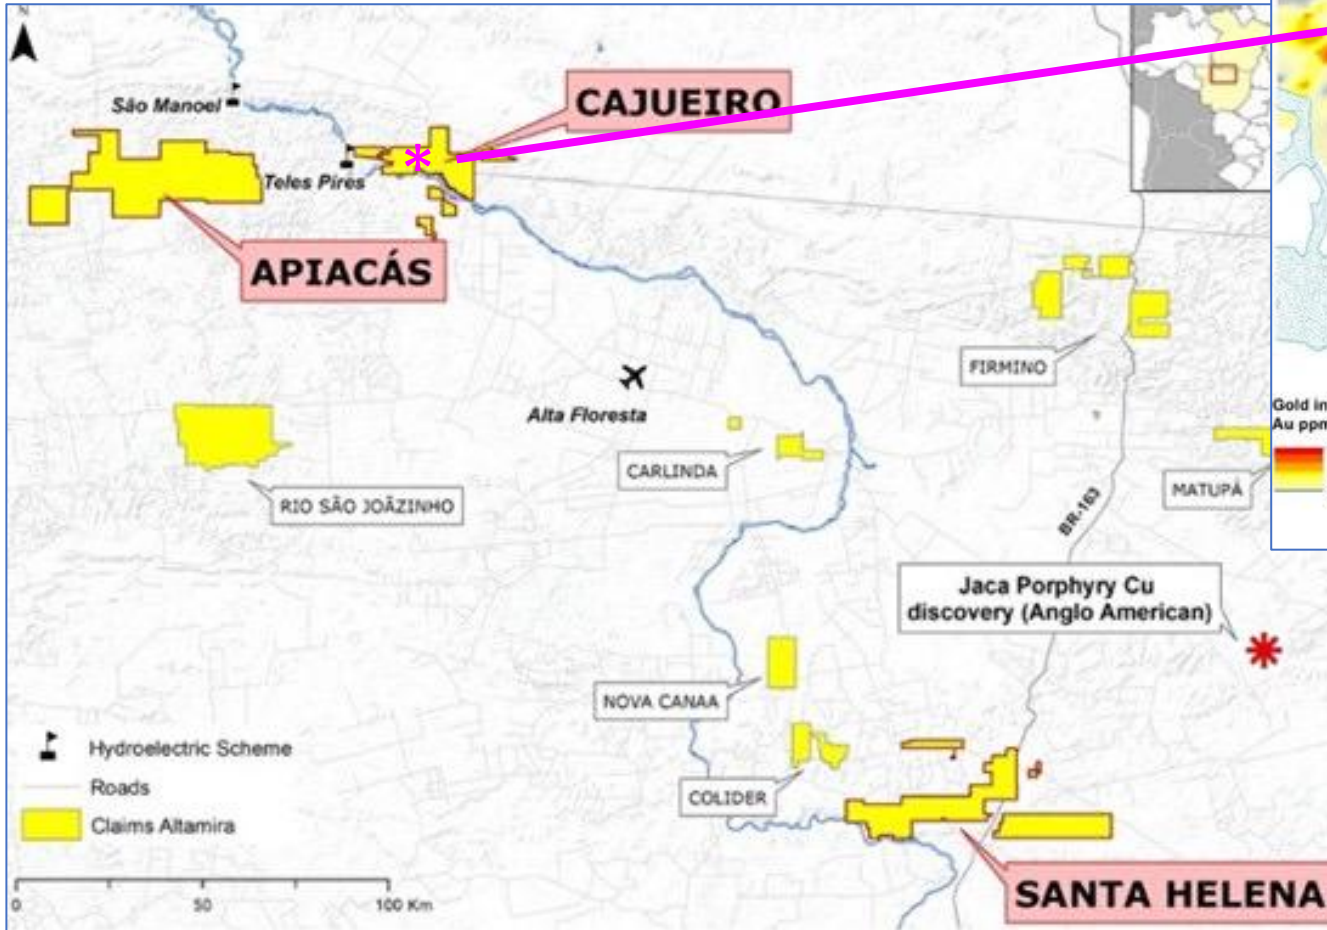 N
São Manoel
CAJUEIRO
Teles Pires
APIACÁS
FIRMINO
Alta Floresta
Gold in
Au ppm
CARLINDA
MATUPÁ
RIO SÃO JOÃZINHO
BR-163
Jaca Porphyry Cu
discovery (Anglo American)
NOVA CANAA
Hydroelectric Scheme
Roads
COLIDER
Claims Altamira
0 50 100 Km
SANTA HELENA